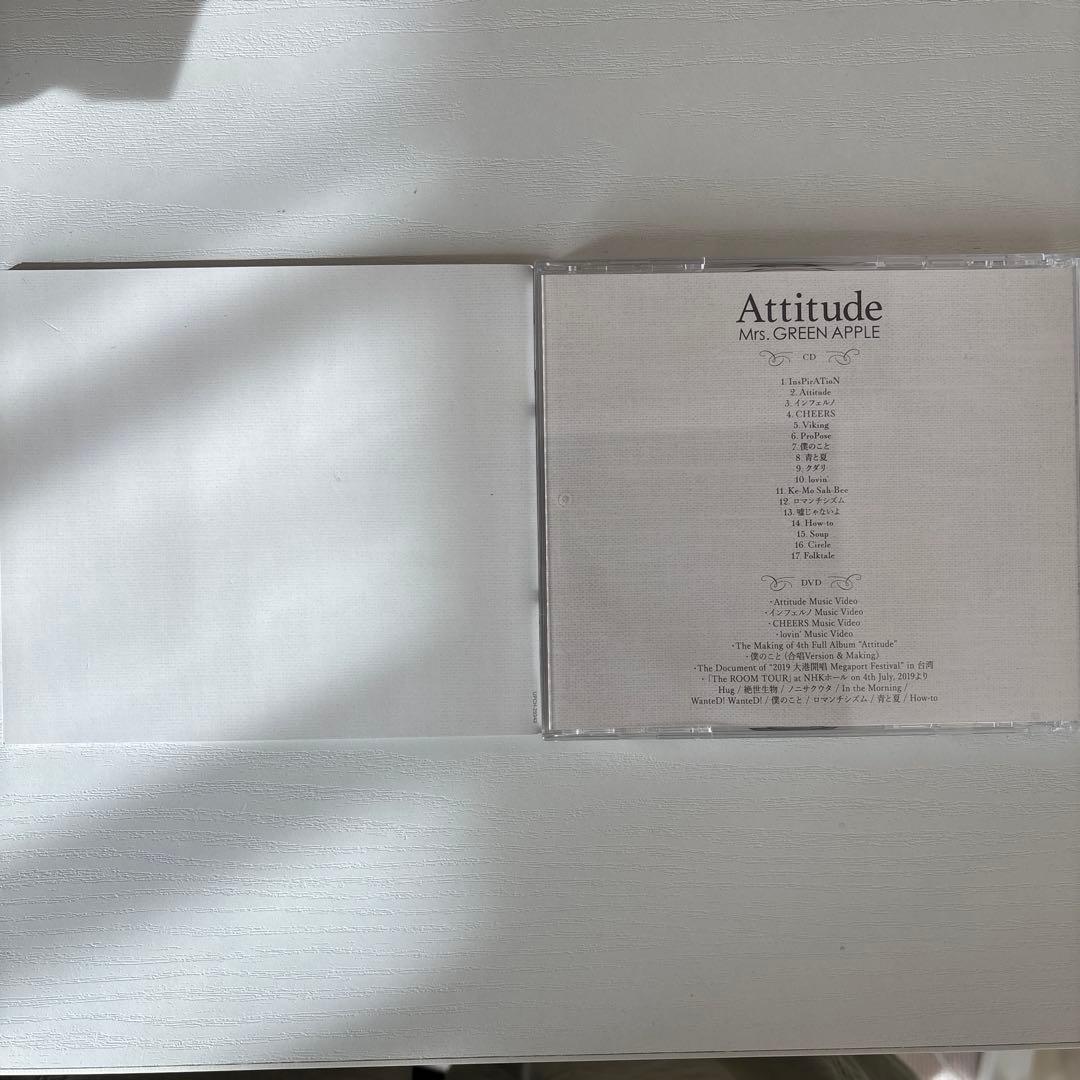 Attitude
Mrs. GREEN APPLE
CD
1. InsPirATioN
2. Attitude
3. インフェルノ
4. CHEERS
5. Viking
6. ProPose
7. 僕のこと
8. 青と夏
9. クダリ
10. lovin'
11. Ke-Mo Sah-Bee
12. ロマンチシズム
13. 嘘じゃないよ
14. How-to
15. Soup
16. Circle
17. Folktale
DVD
・Attitude Music Video
・インフェルノ Music Video
・CHEERS Music Video
・lovin' Music Video
・The Making of 4th Full Album "Attitude"
・僕のこと（合唱Version & Making）
・The Document of "2019 大港開唱 Megaport Festival" in 台湾
・「The ROOM TOUR」at NHKホール on 4th July, 2019より
Hug / 絶世生物 / ノニサクウタ / In the Morning /
WanteD! WanteD! / 僕のこと / ロマンチシズム / 青と夏 / How-to